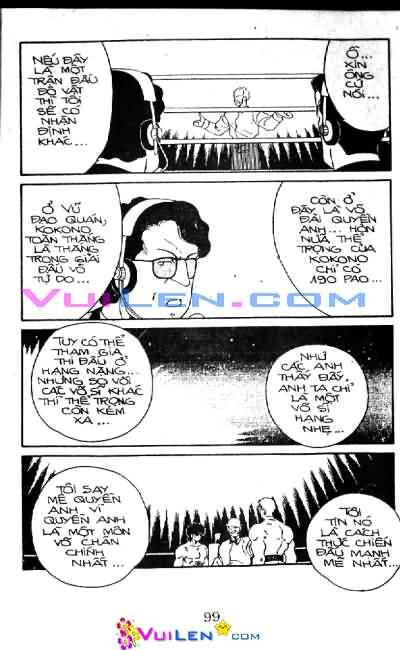 NẾU ĐÂY
LÀ MỘT
TRẬN ĐẤU
ĐÔ VẬT
THÌ TÔI
SẼ CÓ
NHẬN
ĐỊNH
KHÁC...
Ồ...
XIN
ÔNG
CỨ
NÓI...
Ở VŨ
ĐẠO QUÁN,
KOKONO
TOÀN THẮNG
LÀ THẮNG
TRONG GIẢI
ĐẤU VÕ
TỰ DO...
CÒN Ở
ĐÂY LÀ VÕ
ĐÀI QUYỀN
ANH... HƠN
NỮA THỂ
TRỌNG CỦA
KOKONO
CHỈ CÓ
190 PAO...
VUILEN.COM
TUY CÓ THỂ
THAM GIA
THI ĐẤU Ở
HẠNG NẶNG...
NHƯNG SO VỚI
CÁC VÕ SĨ KHÁC
THÌ THỂ TRỌNG
CÒN KÉM
XA...
NHƯ
CÁC ANH
THẤY ĐẤY,
ANH TA CHỈ
LÀ MỘT
VÕ SĨ
HẠNG
NHẸ...
TÔI SAY
MÊ QUYỀN
ANH VÌ
QUYỀN ANH
LÀ MỘT MÔN
VÕ CHÂN
CHÍNH
NHẤT...
TÔI
TIN NÓ
LÀ CÁCH
THỰC CHIẾN
ĐẤU MẠNH
MẼ NHẤT...
99
VUILEN.COM